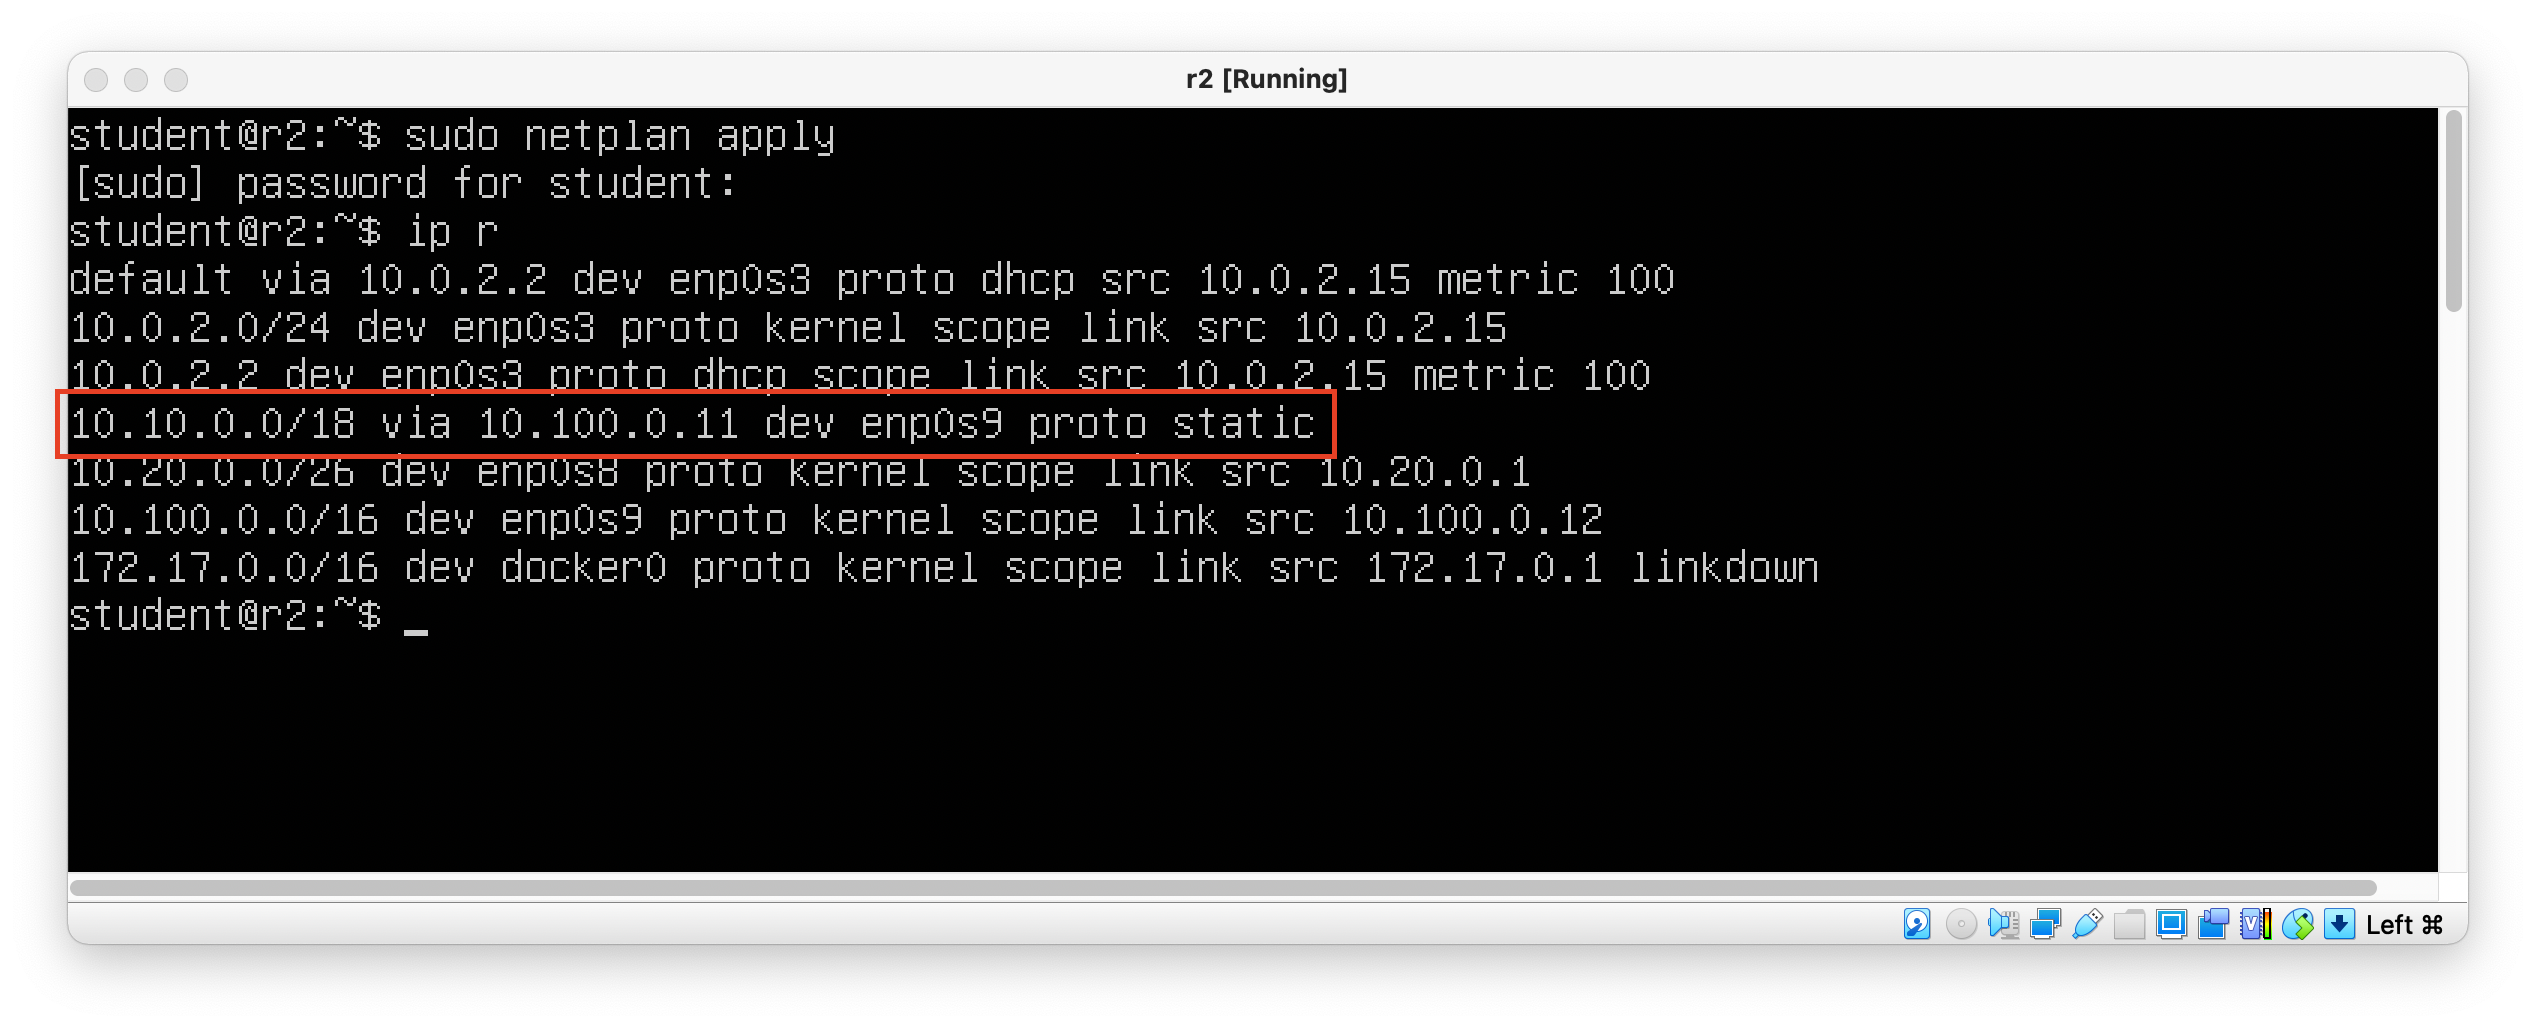 r2 [Running]
student@r2:~$ sudo netplan apply
[sudo] password for student:
student@r2:~$ ip r
default via 10.0.2.2 dev enp0s3 proto dhcp src 10.0.2.15 metric 100
10.0.2.0/24 dev enp0s3 proto kernel scope link src 10.0.2.15
10.0.2.2 dev enp0s3 proto dhcp scope link src 10.0.2.15 metric 100
10.10.0.0/18 via 10.100.0.11 dev enp0s9 proto static
10.20.0.0/26 dev enp0s8 proto kernel scope link src 10.20.0.1
10.100.0.0/16 dev enp0s9 proto kernel scope link src 10.100.0.12
172.17.0.0/16 dev docker0 proto kernel scope link src 172.17.0.1 linkdown
student@r2:~$ _
Left ⌘